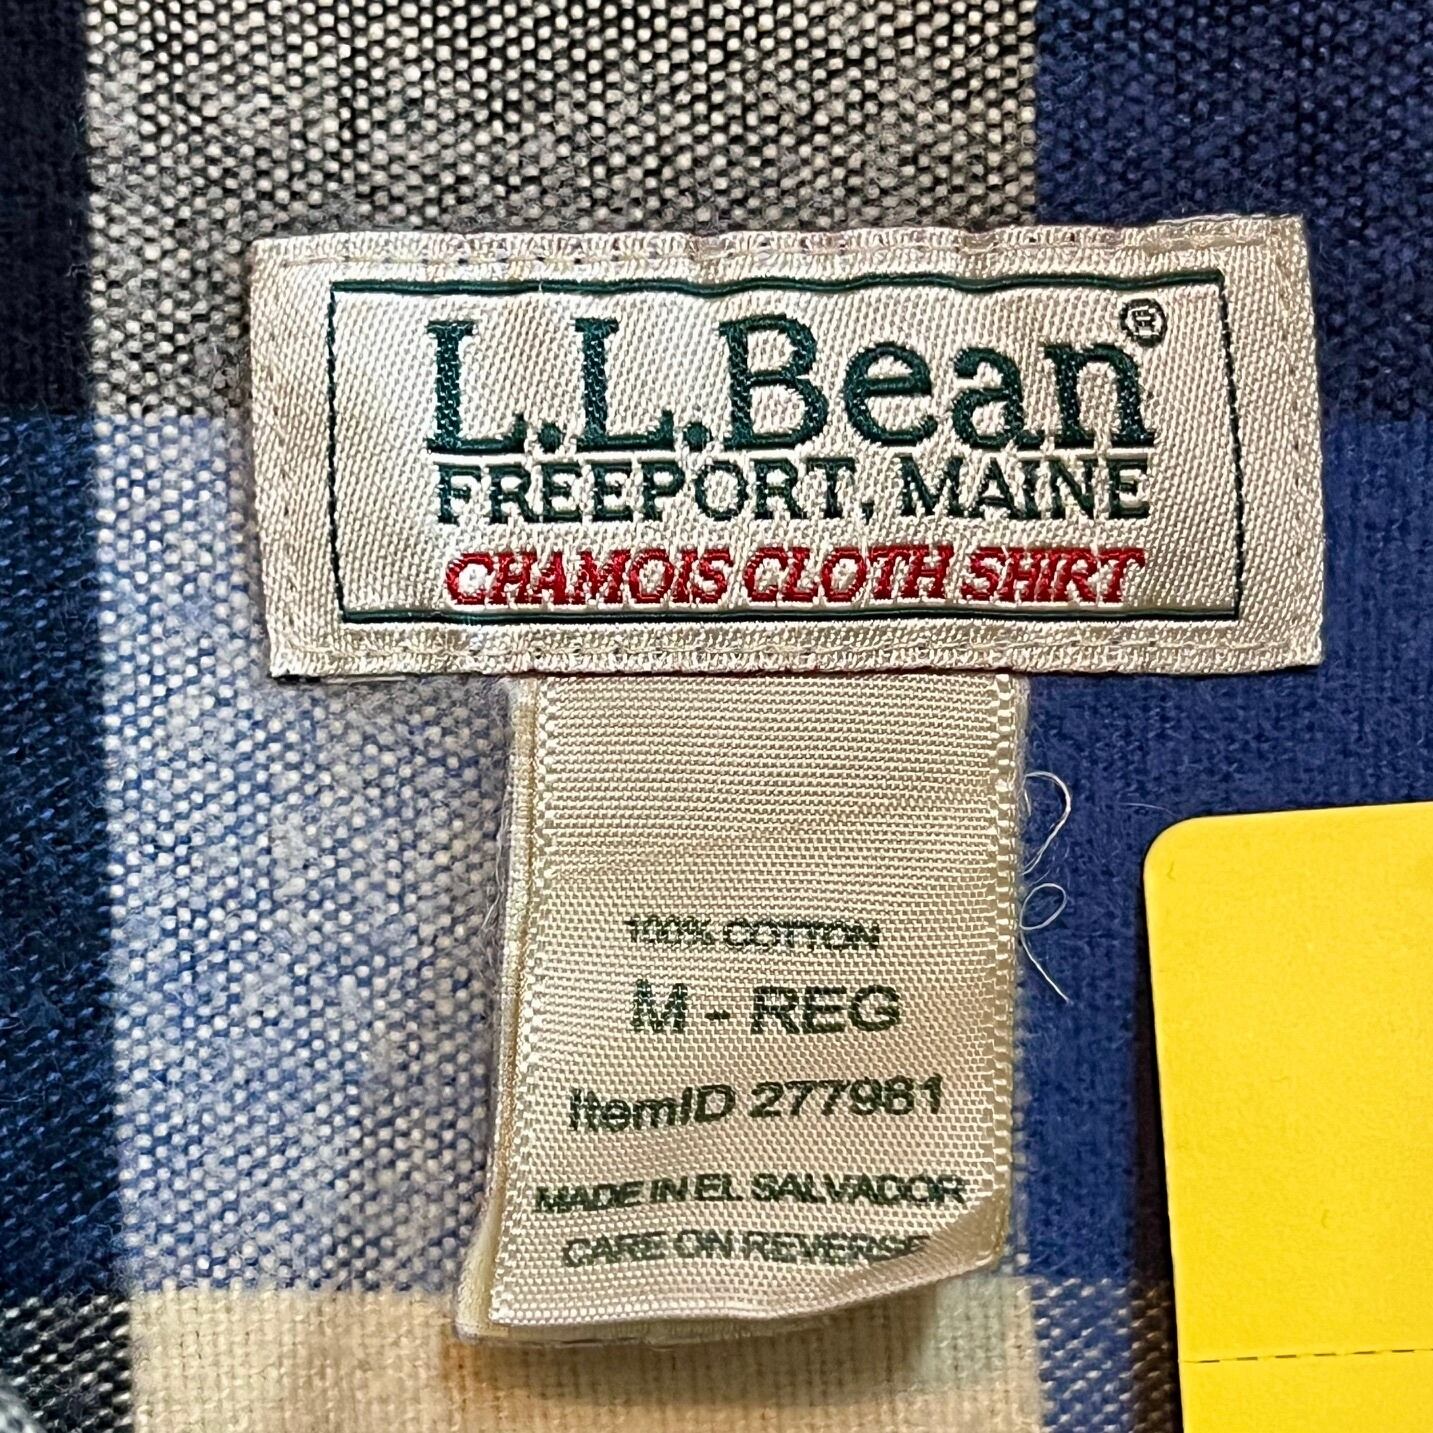 L.L.Bean®
FREEPORT, MAINE
CHAMOIS CLOTH SHIRT
100% COTTON
M - REG
ItemID 277981
MADE IN EL SALVADOR
CARE ON REVERSE